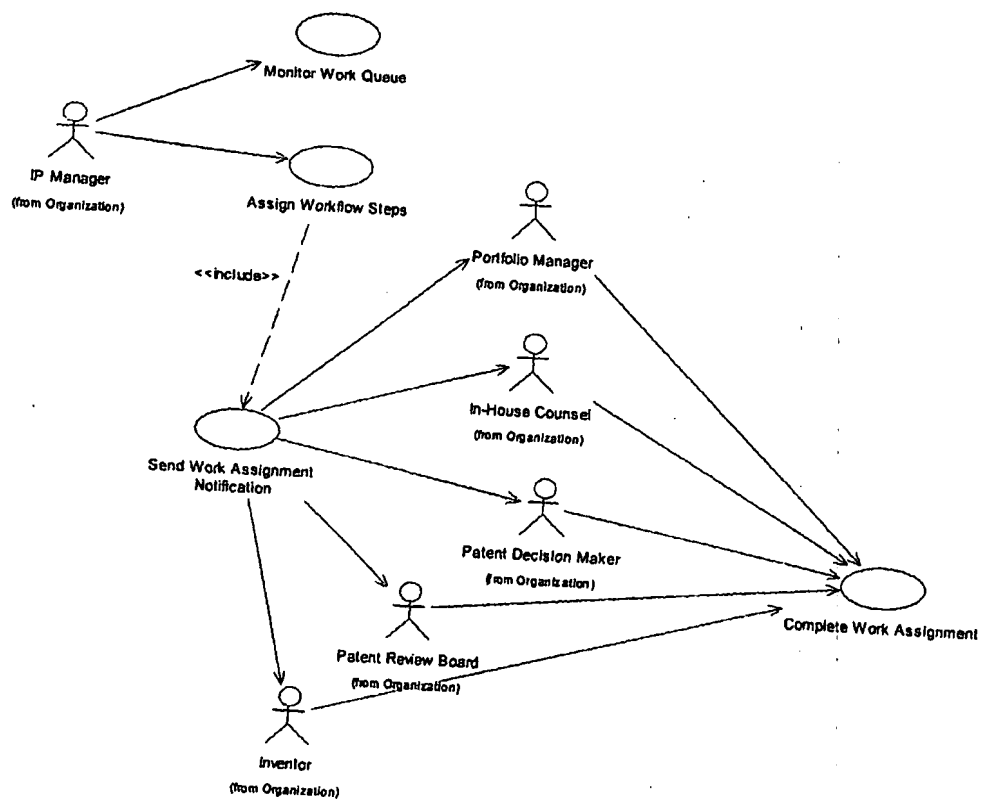 Monitor Work Queue
IP Manager
(from Organization)
Assign Workflow Steps
<<include>>
Portfolio Manager
(from Organization)
In-House Counsel
(from Organization)
Send Work Assignment
Notification
Patent Decision Maker
(from Organization)
Complete Work Assignment
Patent Review Board
(from Organization)
Inventor
(from Organization)